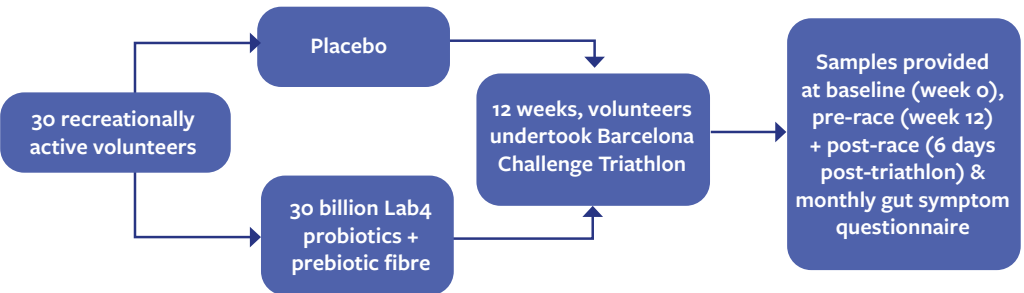 30 recreationally
active volunteers
Placebo
30 billion Lab4
probiotics +
prebiotic fibre
12 weeks, volunteers
undertook Barcelona
Challenge Triathlon
Samples provided
at baseline (week 0),
pre-race (week 12)
+ post-race (6 days
post-triathlon) &
monthly gut symptom
questionnaire